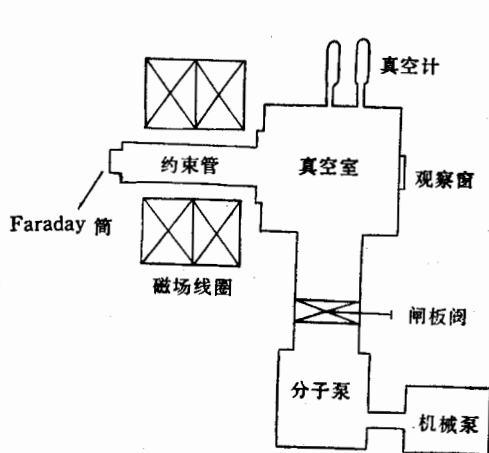 真空计
约束管
真空室
观察窗
Faraday 筒
磁场线圈
闸板阀
分子泵
机械泵